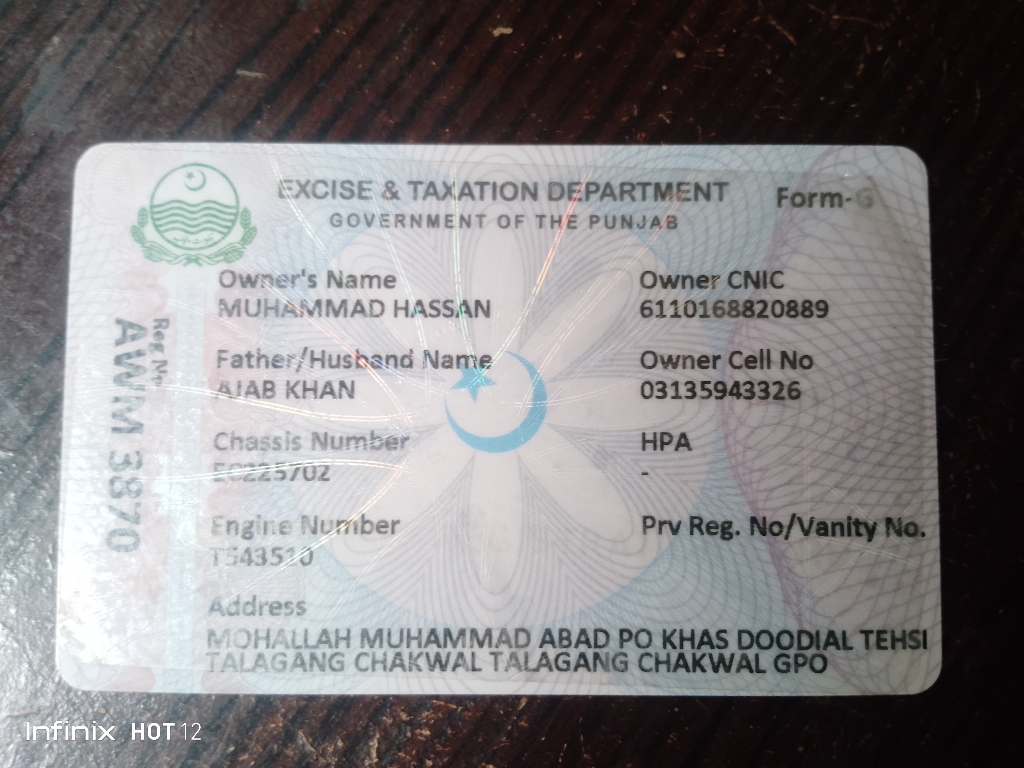 EXCISE & TAXATION DEPARTMENT
Form-G
GOVERNMENT OF THE PUNJAB
Owner's Name
MUHAMMAD HASSAN
Owner CNIC
6110168820889
Father/Husband Name
AJAB KHAN
Owner Cell No
03135943326
Chassis Number
HPA
-
Engine Number
Prv Reg. No/Vanity No.
Address
MOHALLAH MUHAMMAD ABAD PO KHAS DOODIAL TEHSI
TALAGANG CHAKWAL TALAGANG CHAKWAL GPO
Reg No
AWM 3870
Infinix HOT 12